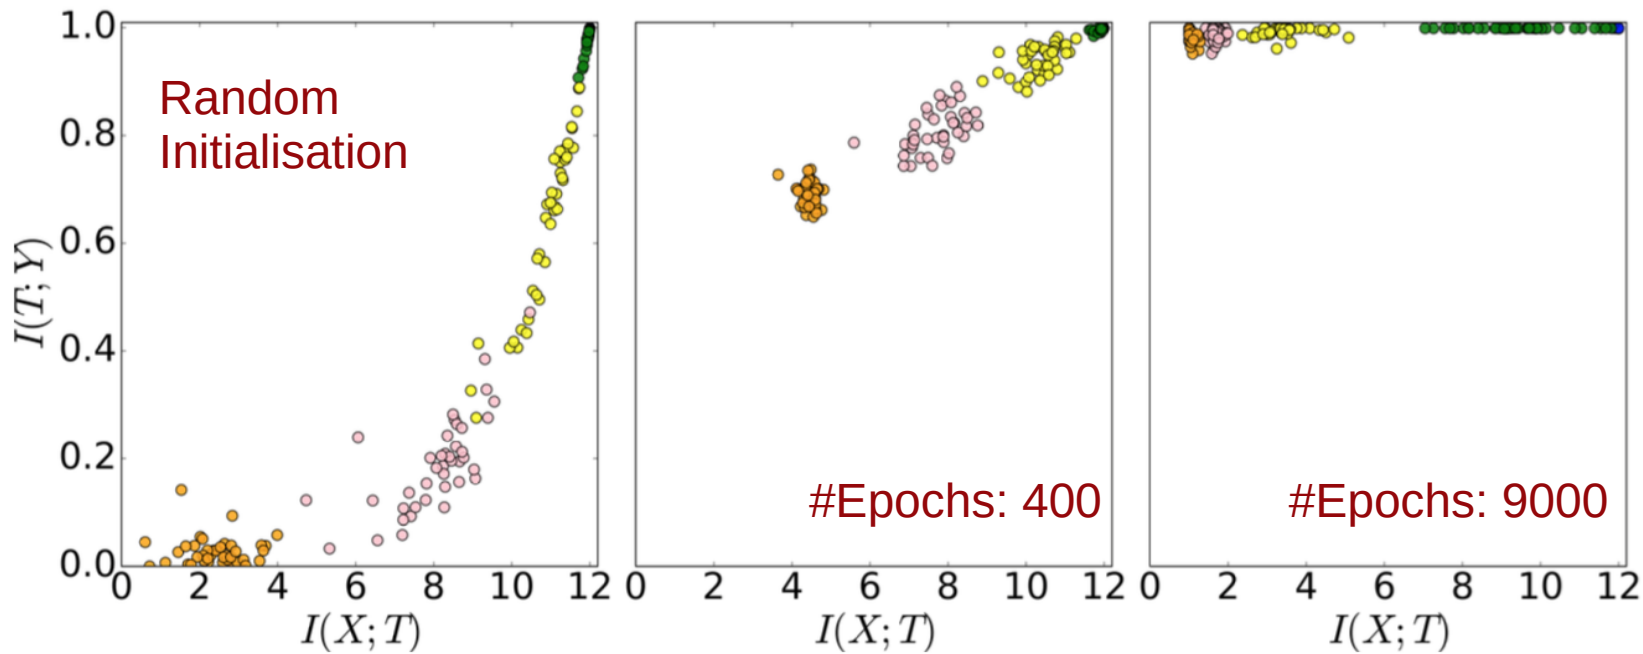 1.0
0.8
0.6
0.4
0.2
0.0
I(T;Y)
Random
Initialisation
0 2 4 6 8 10 12
I(X;T)
#Epochs: 400
0 2 4 6 8 10 12
I(X;T)
#Epochs: 9000
0 2 4 6 8 10 12
I(X;T)